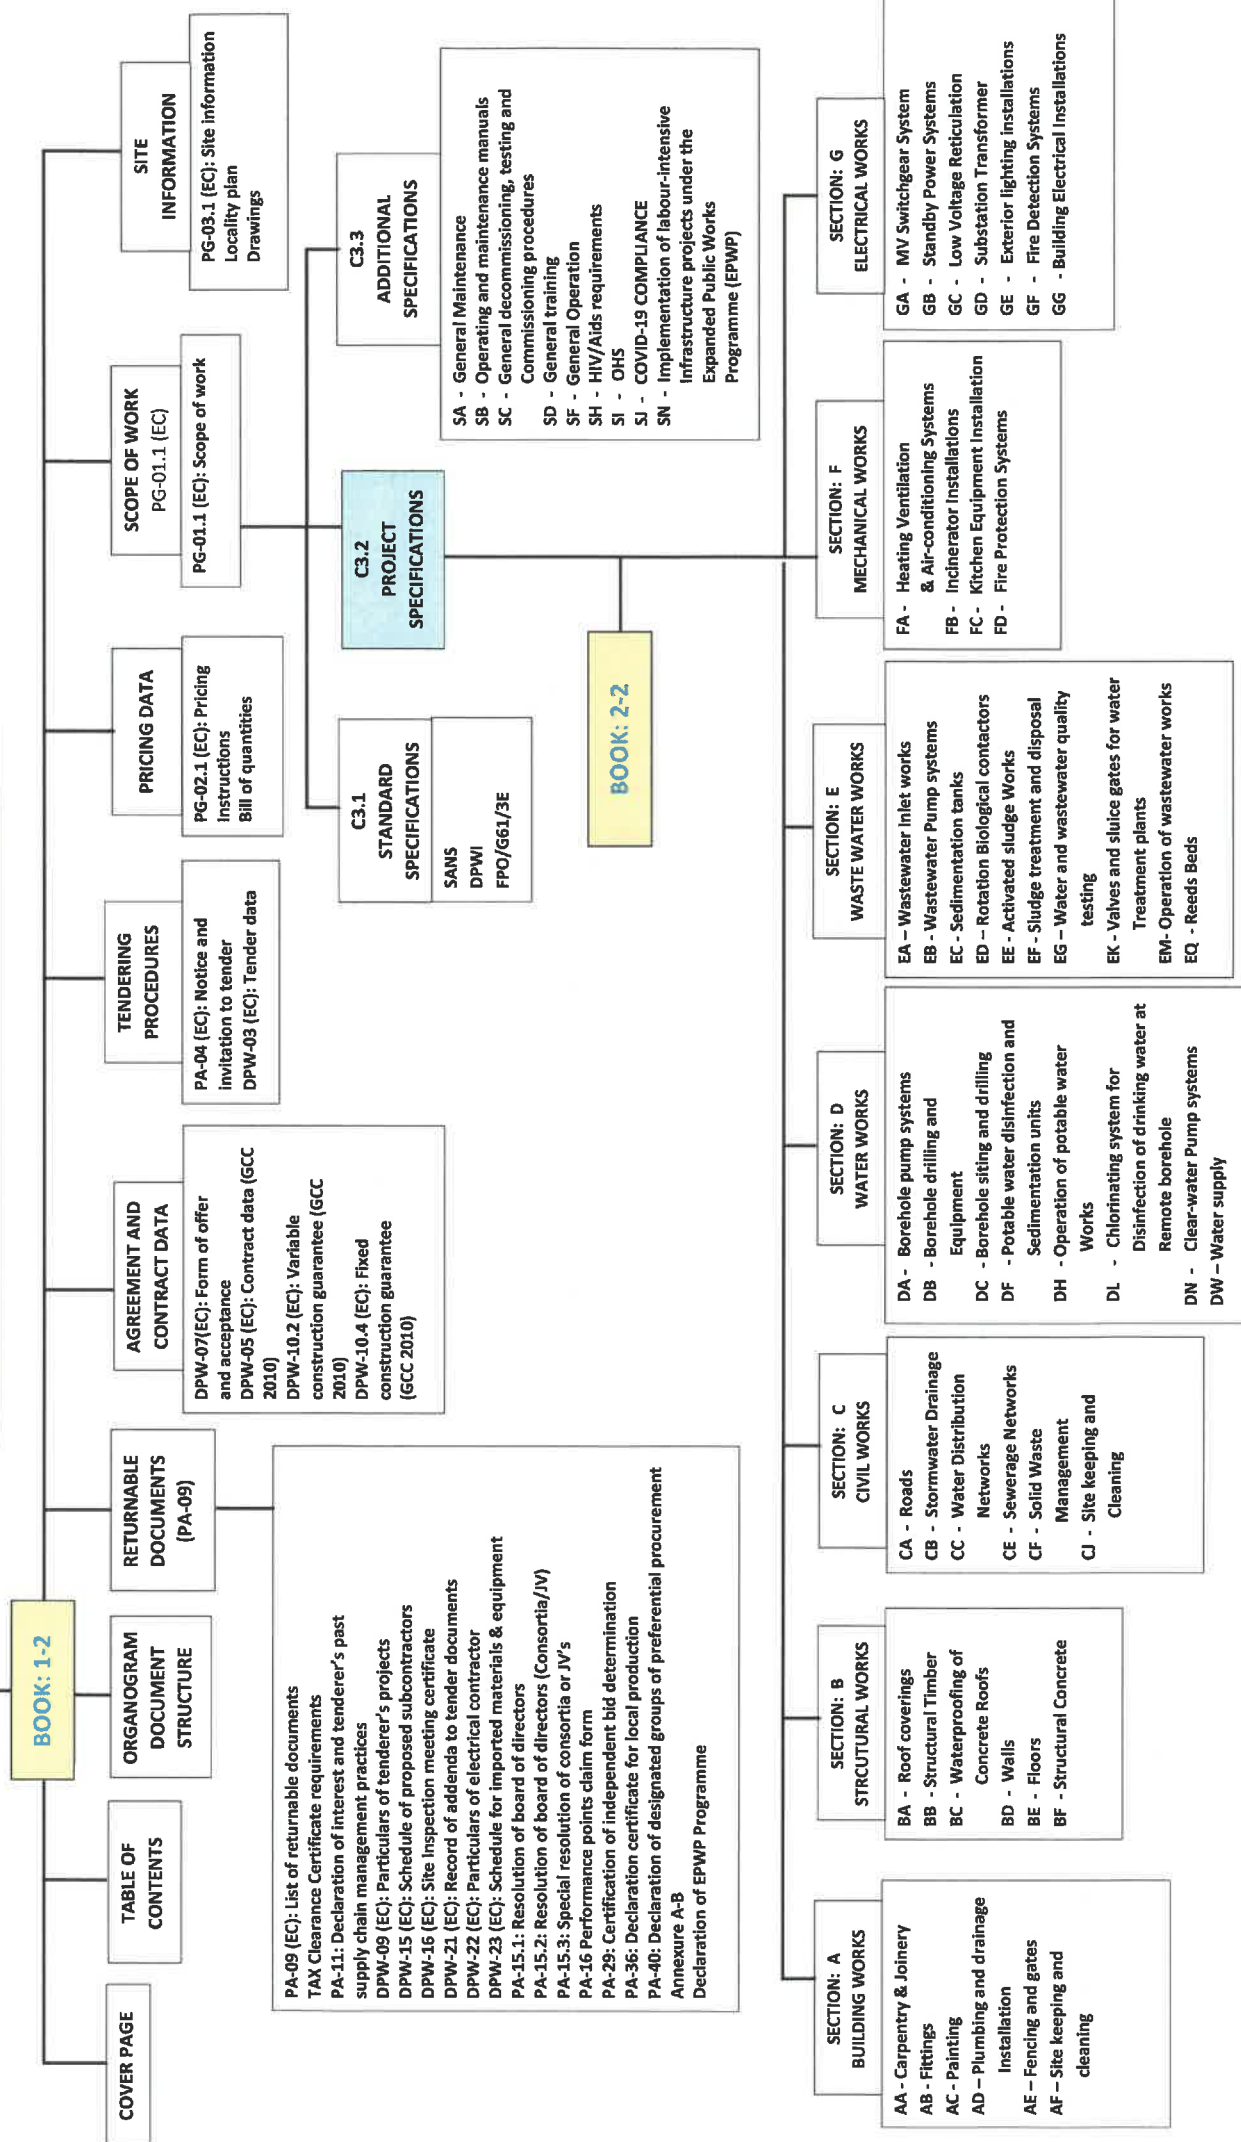 BOOK: 1-2
COVER PAGE
TABLE OF
CONTENTS
ORGANOGRAM
DOCUMENT
STRUCTURE
RETURNABLE
DOCUMENTS
(PA-09)
PA-09 (EC): List of returnable documents
TAX Clearance Certificate requirements
PA-11: Declaration of interest and tenderer's past
supply chain management practices
DPW-09 (EC): Particulars of tenderer's projects
DPW-15 (EC): Schedule of proposed subcontractors
DPW-16 (EC): Site Inspection meeting certificate
DPW-21 (EC): Record of addenda to tender documents
DPW-22 (EC): Particulars of electrical contractor
DPW-23 (EC): Schedule for imported materials & equipment
PA-15.1: Resolution of board of directors
PA-15.2: Resolution of board of directors (Consortia/JV)
PA-15.3: Special resolution of consortia or JV's
PA-16 Performance points claim form
PA-29: Certification of independent bid determination
PA-36: Declaration certificate for local production
PA-40: Declaration of designated groups of preferential procurement
Annexure A-B
Declaration of EPWP Programme
AGREEMENT AND
CONTRACT DATA
DPW-07(EC): Form of offer
and acceptance
DPW-05 (EC): Contract data (GCC
2010)
DPW-10.2 (EC): Variable
construction guarantee (GCC
2010)
DPW-10.4 (EC): Fixed
construction guarantee
(GCC 2010)
TENDERING
PROCEDURES
PA-04 (EC): Notice and
invitation to tender
DPW-03 (EC): Tender data
PRICING DATA
PG-02.1 (EC): Pricing
Instructions
Bill of quantities
SCOPE OF WORK
PG-01.1 (EC)
PG-01.1 (EC): Scope of work
SITE
INFORMATION
PG-03.1 (EC): Site information
Locality plan
Drawings
C3.1
STANDARD
SPECIFICATIONS
SANS
DPWI
FPO/G61/3E
C3.2
PROJECT
SPECIFICATIONS
C3.3
ADDITIONAL
SPECIFICATIONS
SA - General Maintenance
SB - Operating and maintenance manuals
SC - General decommissioning, testing and
Commissioning procedures
SD - General training
SF - General Operation
SH - HIV/Aids requirements
SI - OHS
SJ - COVID-19 COMPLIANCE
SN - Implementation of labour-intensive
Infrastructure projects under the
Expanded Public Works
Programme (EPWP)
BOOK: 2-2
SECTION: A
BUILDING WORKS
AA - Carpentry & Joinery
AB - Fittings
AC - Painting
AD – Plumbing and drainage
Installation
AE – Fencing and gates
AF – Site keeping and
cleaning
SECTION: B
STRCUTURAL WORKS
BA - Roof coverings
BB - Structural Timber
BC - Waterproofing of
Concrete Roofs
BD - Walls
BE - Floors
BF - Structural Concrete
SECTION: C
CIVIL WORKS
CA - Roads
CB - Stormwater Drainage
CC - Water Distribution
Networks
CE - Sewerage Networks
CF - Solid Waste
Management
CJ - Site keeping and
Cleaning
SECTION: D
WATER WORKS
DA - Borehole pump systems
DB - Borehole drilling and
Equipment
DC - Borehole siting and drilling
DF - Potable water disinfection and
Sedimentation units
DH - Operation of potable water
Works
DL - Chlorinating system for
Disinfection of drinking water at
Remote borehole
DN - Clear-water Pump systems
DW – Water supply
SECTION: E
WASTE WATER WORKS
EA – Wastewater Inlet works
EB - Wastewater Pump systems
EC - Sedimentation tanks
ED – Rotation Biological contactors
EE - Activated sludge Works
EF - Sludge treatment and disposal
EG – Water and wastewater quality
testing
EK - Valves and sluice gates for water
Treatment plants
EM- Operation of wastewater works
EQ - Reeds Beds
SECTION: F
MECHANICAL WORKS
FA - Heating Ventilation
& Air-conditioning Systems
FB - Incinerator Installations
FC - Kitchen Equipment Installation
FD - Fire Protection Systems
SECTION: G
ELECTRICAL WORKS
GA - MV Switchgear System
GB - Standby Power Systems
GC - Low Voltage Reticulation
GD - Substation Transformer
GE - Exterior lighting installations
GF - Fire Detection Systems
GG - Building Electrical Installations